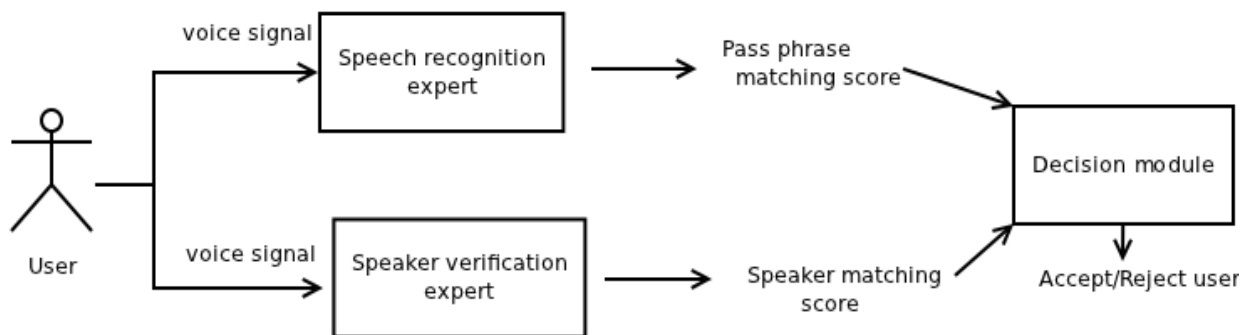 voice signal
Speech recognition
expert
Pass phrase
matching score
Decision module
User
voice signal
Speaker verification
expert
Speaker matching
score
Accept/Reject user